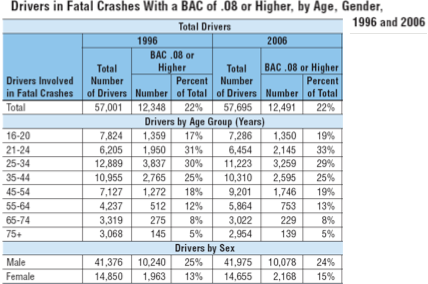 Drivers in Fatal Crashes With a BAC of .08 or Higher, by Age, Gender,
1996 and 2006
Total Drivers
1996 2006
BAC .08 or
Higher
BAC .08 or Higher
Drivers Involved
in Fatal Crashes
Total
Number
of Drivers
Number
Percent
of Total
Total
Number
of Drivers
Number
Percent
of Total
Total 57,001 12,348 22% 57,695 12,491 22%
Drivers by Age Group (Years)
16-20 7,824 1,359 17% 7,286 1,350 19%
21-24 6,205 1,950 31% 6,454 2,145 33%
25-34 12,889 3,837 30% 11,223 3,259 29%
35-44 10,955 2,765 25% 10,310 2,595 25%
45-54 7,127 1,272 18% 9,201 1,746 19%
55-64 4,237 512 12% 5,864 753 13%
65-74 3,319 275 8% 3,022 229 8%
75+ 3,068 145 5% 2,954 139 5%
Drivers by Sex
Male 41,376 10,240 25% 41,975 10,078 24%
Female 14,850 1,963 13% 14,655 2,168 15%